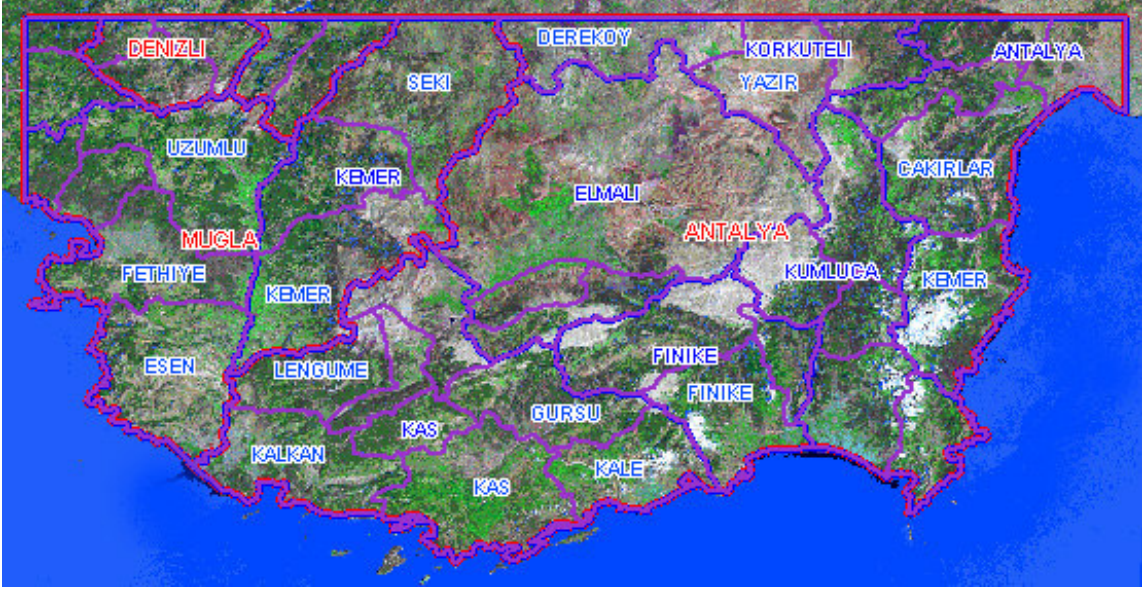 DEREKOY
DENIZLI
KORKUTELI
ANTALYA
SEKI
YAZIR
UZUMLU
CAKIRLAR
KEMER
ELMALI
MUGLA
ANTALYA
FETHIYE
KUMLUCA
KEMER
KEMER
ESEN
LENGUME
FINIKE
FINIKE
GURSU
KAS
KALKAN
KALE
KAS